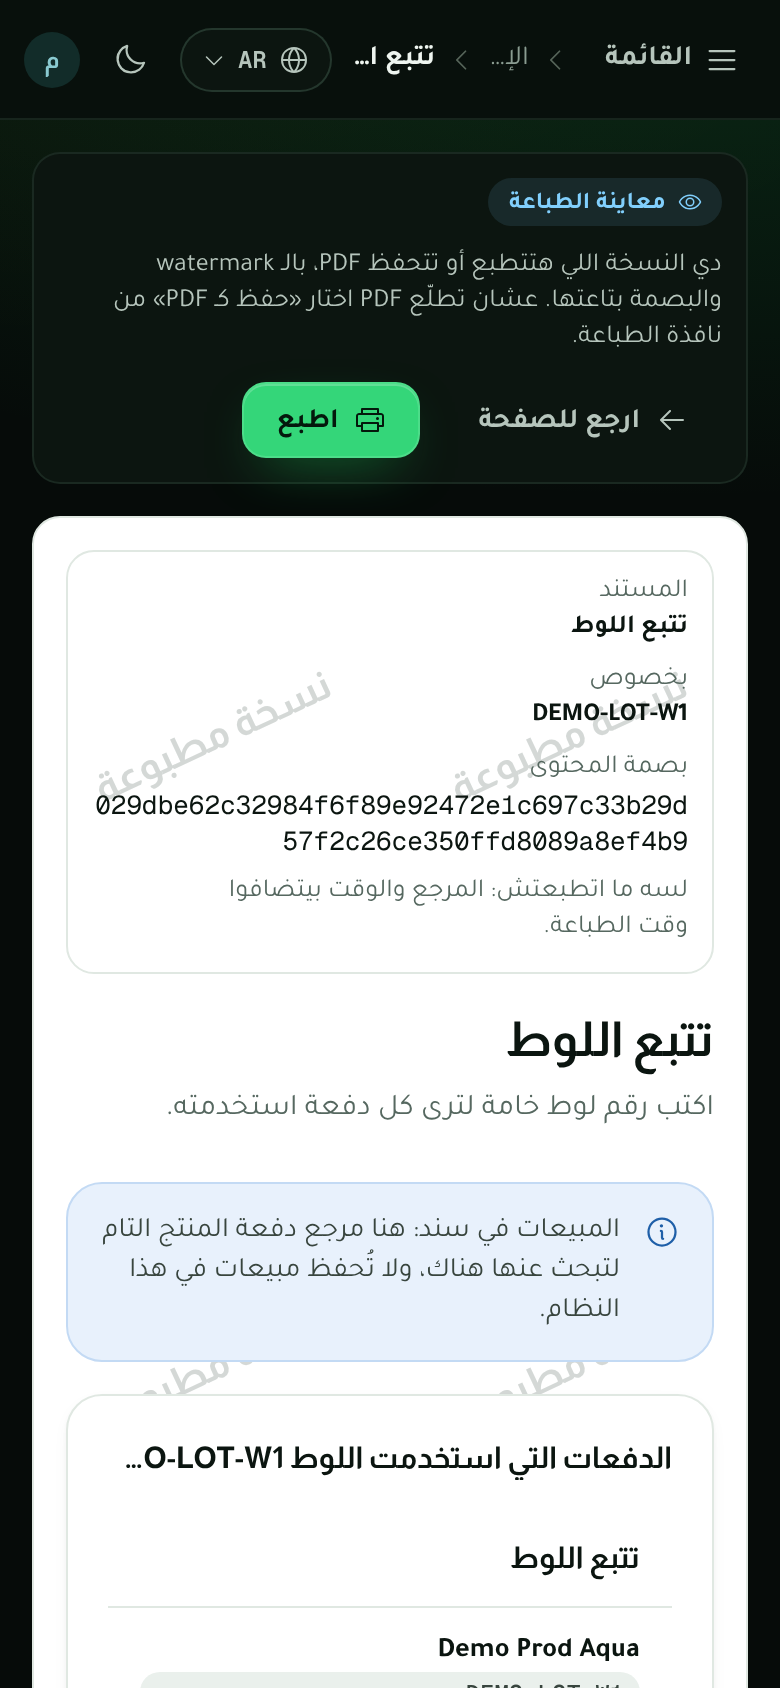 القائمة
الإ...
تتبع ا...
AR
م
معاينة الطباعة
دي النسخة اللي هتتطبع أو تتحفظ PDF، بالـ watermark
والبصمة بتاعتها. عشان تطلّع PDF اختار «حفظ كـ PDF» من
نافذة الطباعة.
ارجع للصفحة
اطبع
المستند
تتبع اللوط
بخصوص
DEMO-LOT-W1
نسخة مطبوعة
نسخة مطبوعة
بصمة المحتوى
029dbe62c32984f6f89e92472e1c697c33b29d
57f2c26ce350ffd8089a8ef4b9
لسه ما اتطبعتش: المرجع والوقت بيتضافوا
وقت الطباعة.
تتبع اللوط
اكتب رقم لوط خامة لترى كل دفعة استخدمته.
المبيعات في سند: هنا مرجع دفعة المنتج التام
لتبحث عنها هناك، ولا تُحفظ مبيعات في هذا
النظام.
الدفعات التي استخدمت اللوط O-LOT-W1...
تتبع اللوط
Demo Prod Aqua